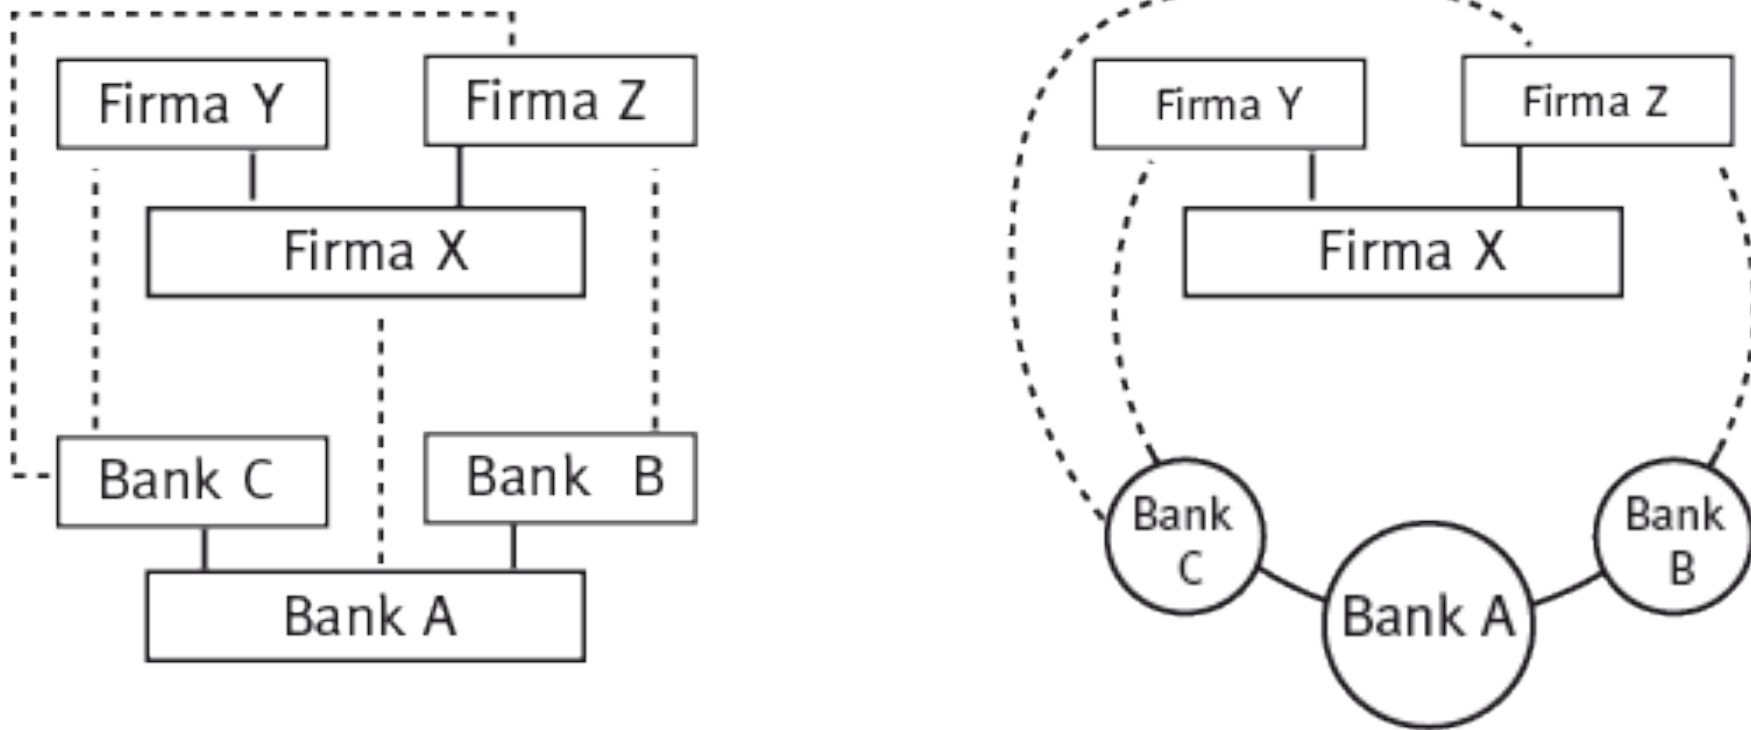 Firma Y
Firma Z
Firma X
Bank C
Bank B
Bank A
Firma Y
Firma Z
Firma X
Bank
C
Bank A
Bank
B